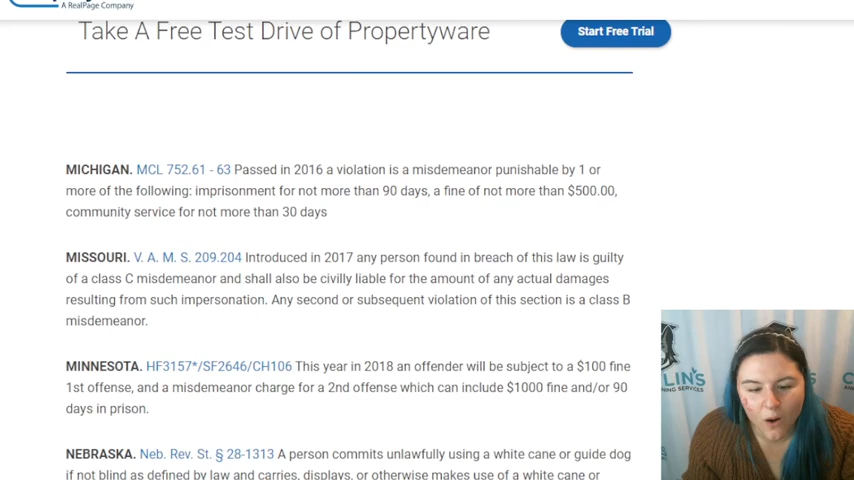 A RealPage Company
Take A Free Test Drive of Propertyware
Start Free Trial
MICHIGAN. MCL 752.61 - 63 Passed in 2016 a violation is a misdemeanor punishable by 1 or
more of the following: imprisonment for not more than 90 days, a fine of not more than $500.00,
community service for not more than 30 days
MISSOURI. V. A. M. S. 209.204 Introduced in 2017 any person found in breach of this law is guilty
of a class C misdemeanor and shall also be civilly liable for the amount of any actual damages
resulting from such impersonation. Any second or subsequent violation of this section is a class B
misdemeanor.
MINNESOTA. HF3157*/SF2646/CH106 This year in 2018 an offender will be subject to a $100 fine
1st offense, and a misdemeanor charge for a 2nd offense which can include $1000 fine and/or 90
days in prison.
NEBRASKA. Neb. Rev. St. § 28-1313 A person commits unlawfully using a white cane or guide dog
if not blind as defined by law and carries, displays, or otherwise makes use of a white cane or